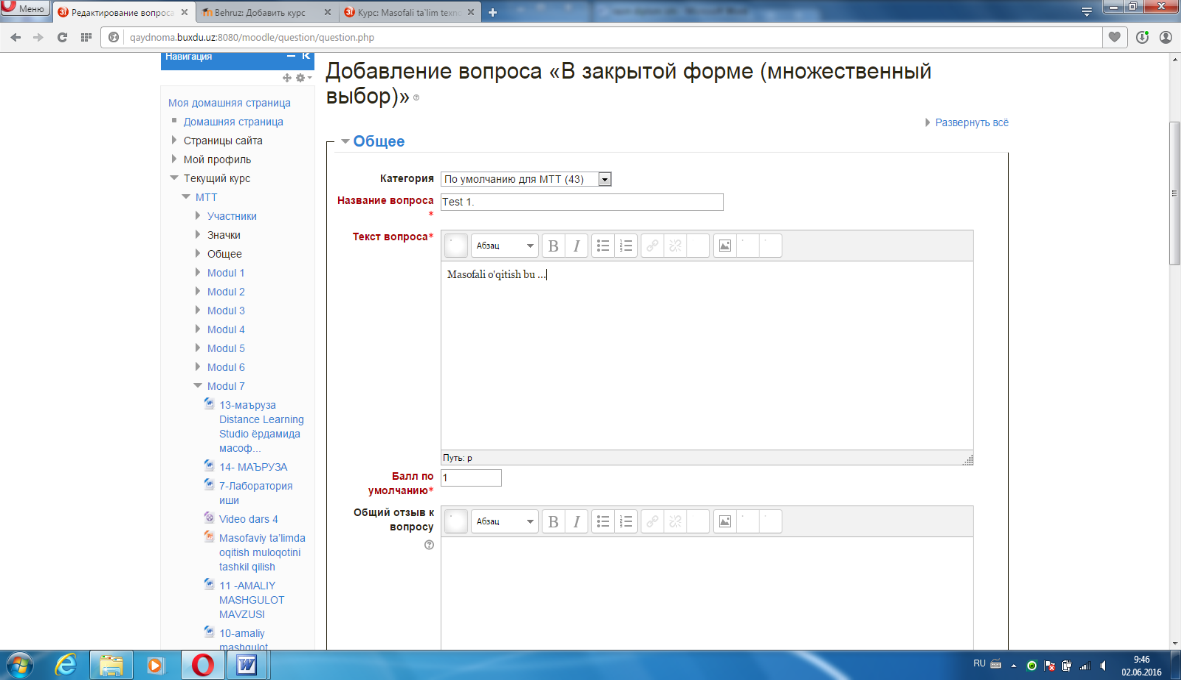 Меню
Редактирование вопрос
Behruz: Добавить курс
Курс: Masofali ta`lim texno
qaydnoma.buxdu.uz:8080/moodle/question/question.php
Навигация
Моя домашняя страница
Домашняя страница
Страницы сайта
Мой профиль
Текущий курс
МТТ
Участники
Значки
Общее
Modul 1
Modul 2
Modul 3
Modul 4
Modul 5
Modul 6
Modul 7
13-маъруза
Distance Learning
Studio ёрдамида
масоф...
14- МАЪРУЗА
7-Лаборатория
иши
Video dars 4
Masofaviy ta'limda
oqitish muloqotini
tashkil qilish
11 -AMALIY
MASHGULOT
MAVZUSI
10-amaliy
mashgulot
Добавление вопроса «В закрытой форме (множественный
выбор)»
Развернуть всё
Общее
Категория
По умолчанию для МТТ (43)
Название вопроса
*
Test 1.
Текст вопроса*
Абзац
B I
Masofali o'qitish bu ...
Путь: p
Балл по
умолчанию*
1
Общий отзыв к
вопросу
Абзац
B I
RU
9:46
02.06.2016